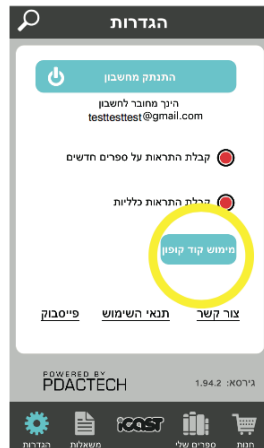 הגדרות
התנתק מחשבון
הינך מחובר לחשבון
testtesttest@gmail.com
קבלת התראות על ספרים חדשים
קבלת התראות כלליות
מימוש קוד קופון
צור קשר תנאי השימוש פייסבוק
POWERED BY
PDACTECH
גירסא: 1.94.2
חנות ספרים שלי iCAST משאלות הגדרות